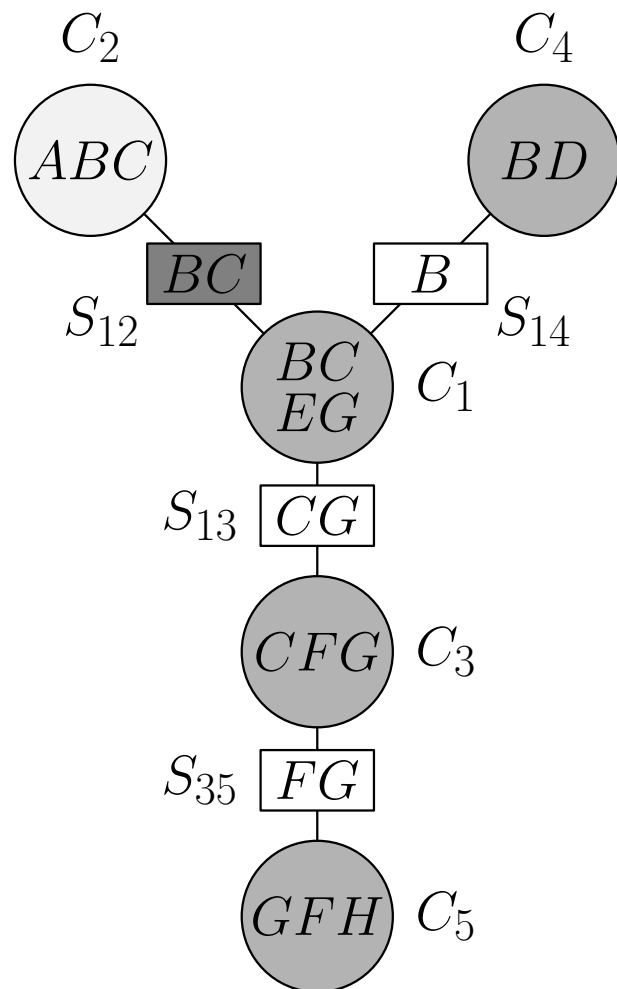 C₂ C₄
ABC BD
BC B
S₁₂ S₁₄
BC
EG
C₁
S₁₃ CG
CFG C₃
S₃₅ FG
GFH C₅